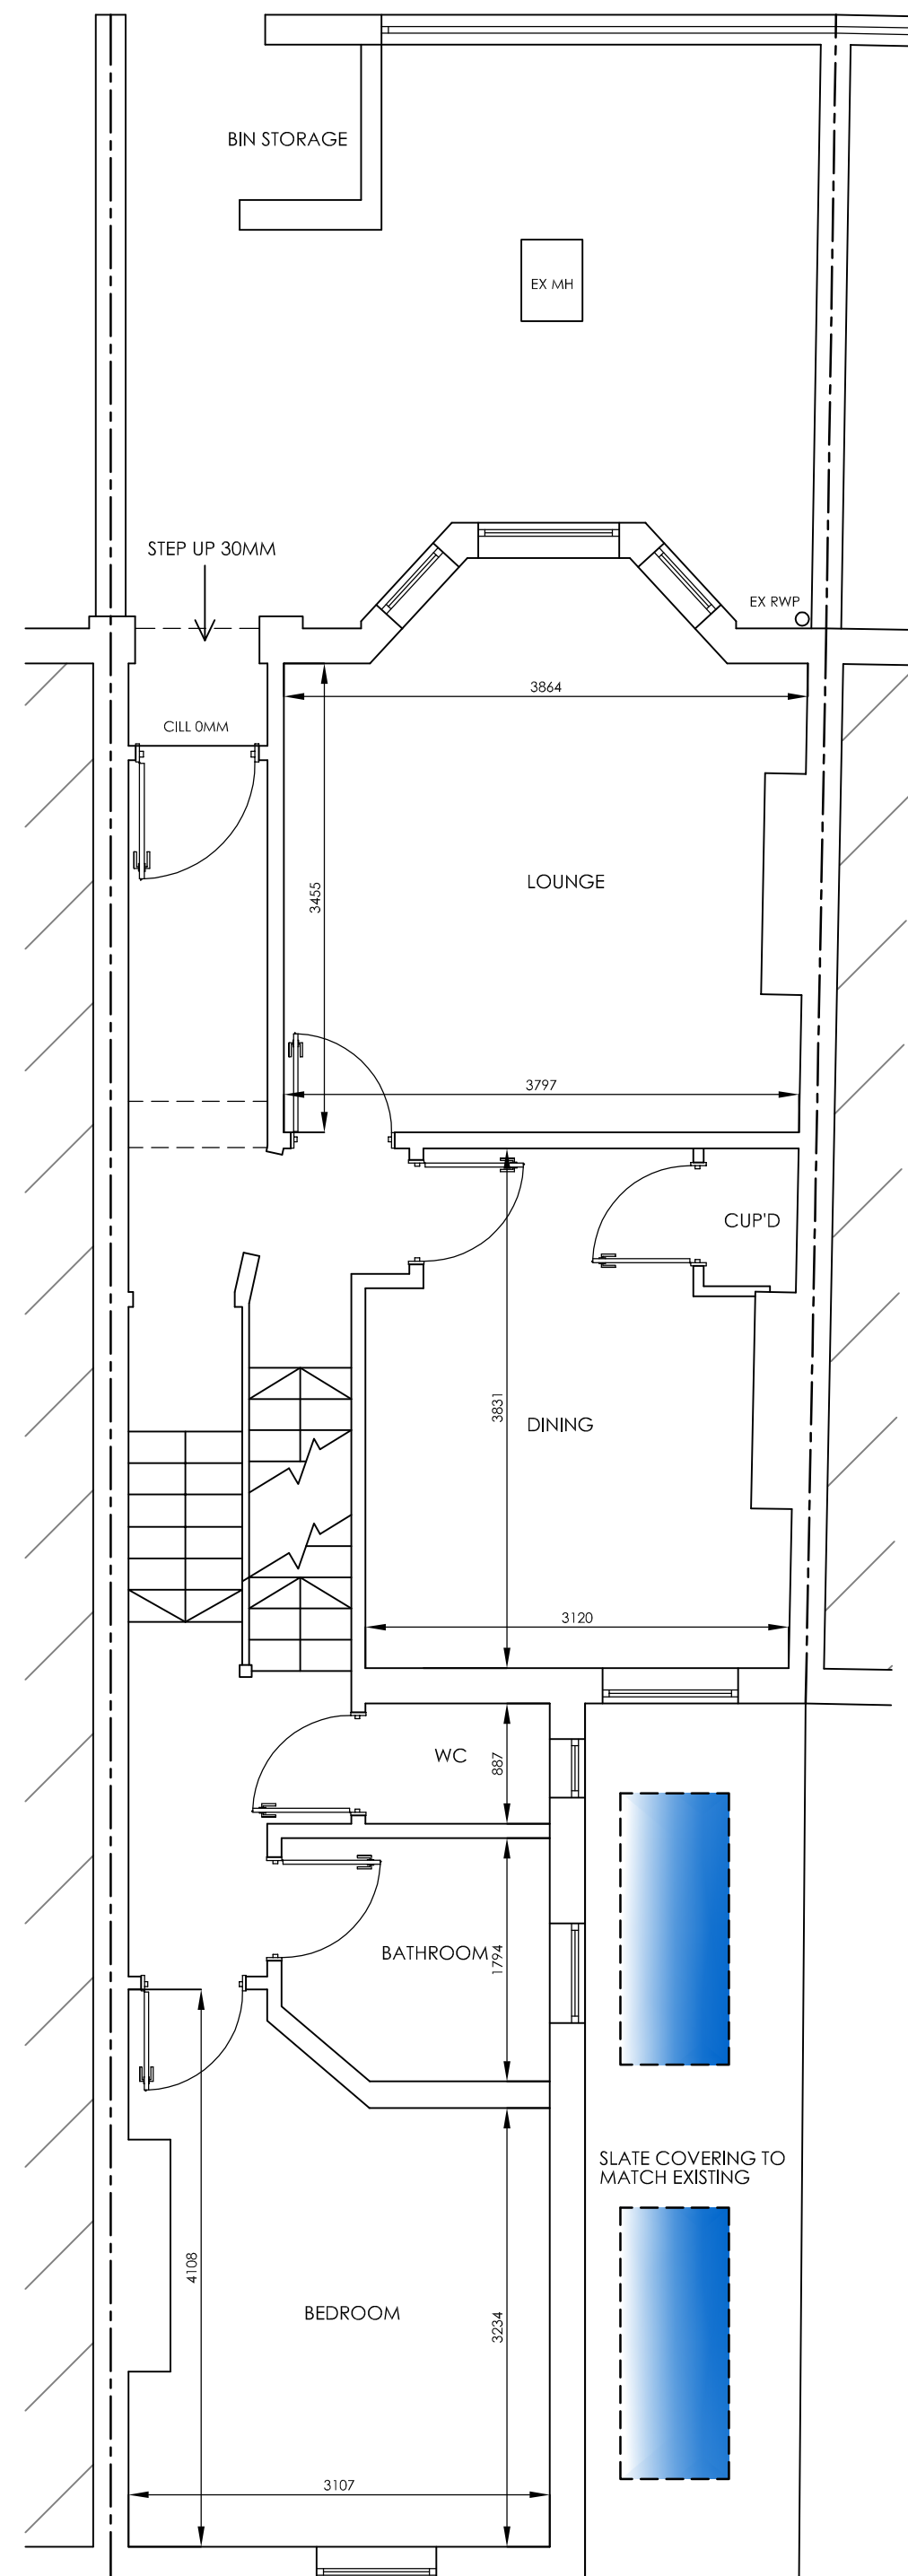 BIN STORAGE
EX MH
STEP UP 30MM
EX RWP
3864
CILL 0MM
LOUNGE
3455
3797
CUP'D
3831
DINING
3120
WC
887
BATHROOM
1794
SLATE COVERING TO
MATCH EXISTING
4108
BEDROOM
3234
3107